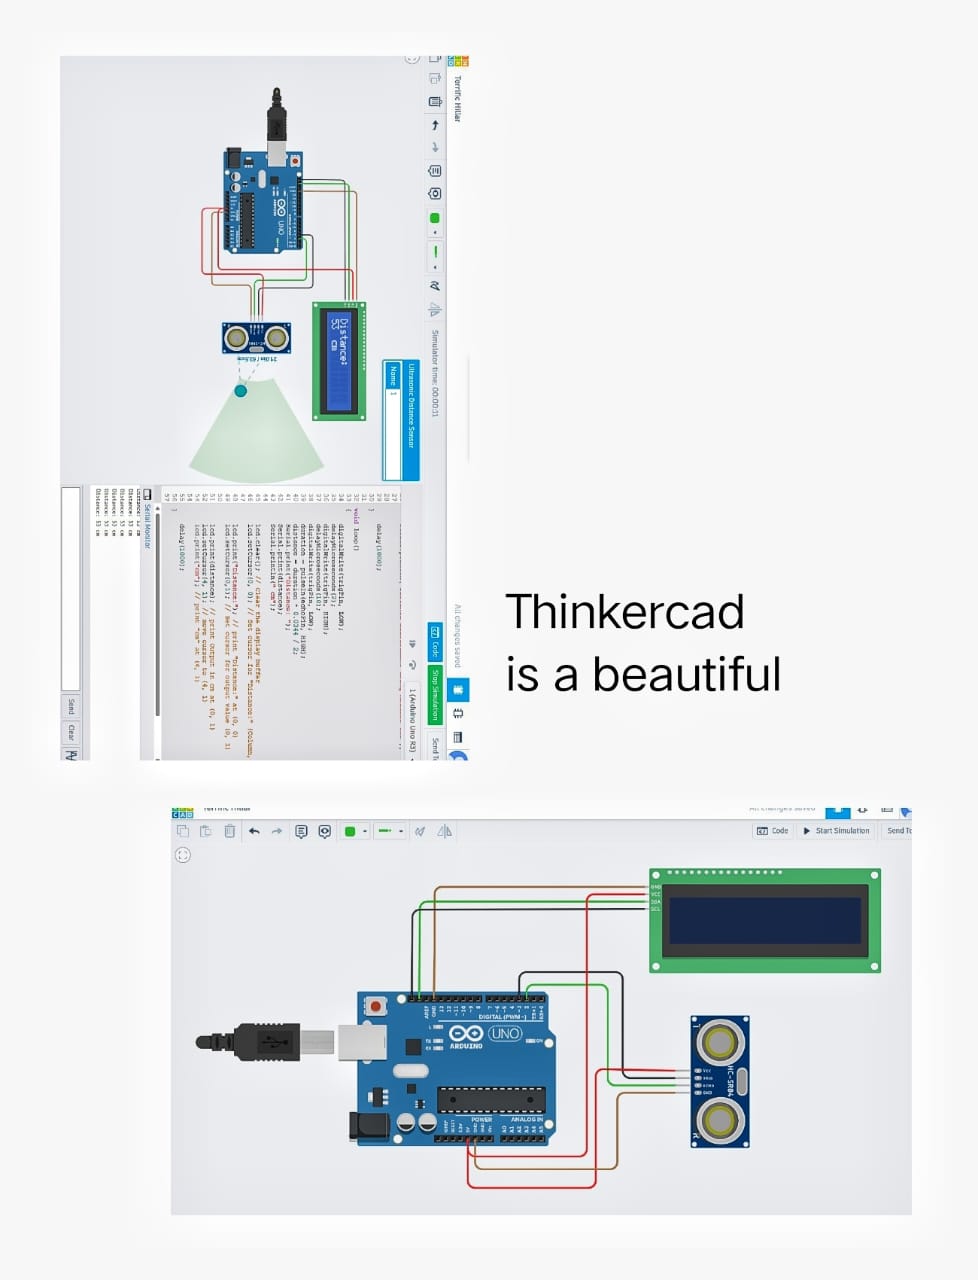 Terrific Hillar
Simulator time: 00:00:11
All changes saved
Code
Stop Simulation
Send To
1 (Arduino Uno R3)
Ultrasonic Distance Sensor
Name 1
Distance:
53 cm
ARDUINO
UNO
delay(1000);
}
void loop()
{
digitalWrite(trigPin, LOW);
delayMicroseconds(2);
digitalWrite(trigPin, HIGH);
delayMicroseconds(10);
digitalWrite(trigPin, LOW);
duration = pulseIn(echoPin, HIGH);
distance = duration * 0.0344 / 2;
Serial.print("Distance: ");
Serial.print(distance);
Serial.println(" cm");
lcd.clear(); // Clear the display buffer
lcd.setCursor(0, 0); // Set cursor for "Distance:" (Column,
lcd.print("Distance:"); // print "Distance:" at (0, 0)
lcd.setCursor(0,1); // Set cursor for output value (0, 1)
lcd.print(distance); // print Output in cm at (0, 1)
lcd.setCursor(4, 1); // move cursor to (4, 1)
lcd.print("cm"); // print "cm" at (4, 1)
delay(1000);
}
Serial Monitor
Distance: 53 cm
Distance: 53 cm
Distance: 53 cm
Distance: 53 cm
Distance: 53 cm
Send
Clear
Thinkercad
is a beautiful
All changes saved
Code
Start Simulation
Send To
GND
VCC
SDA
SCL
DIGITAL (PWM~)
ARDUINO
UNO
ON
POWER
ANALOG IN
HC-SR04
VCC
TRIG
ECHO
GND